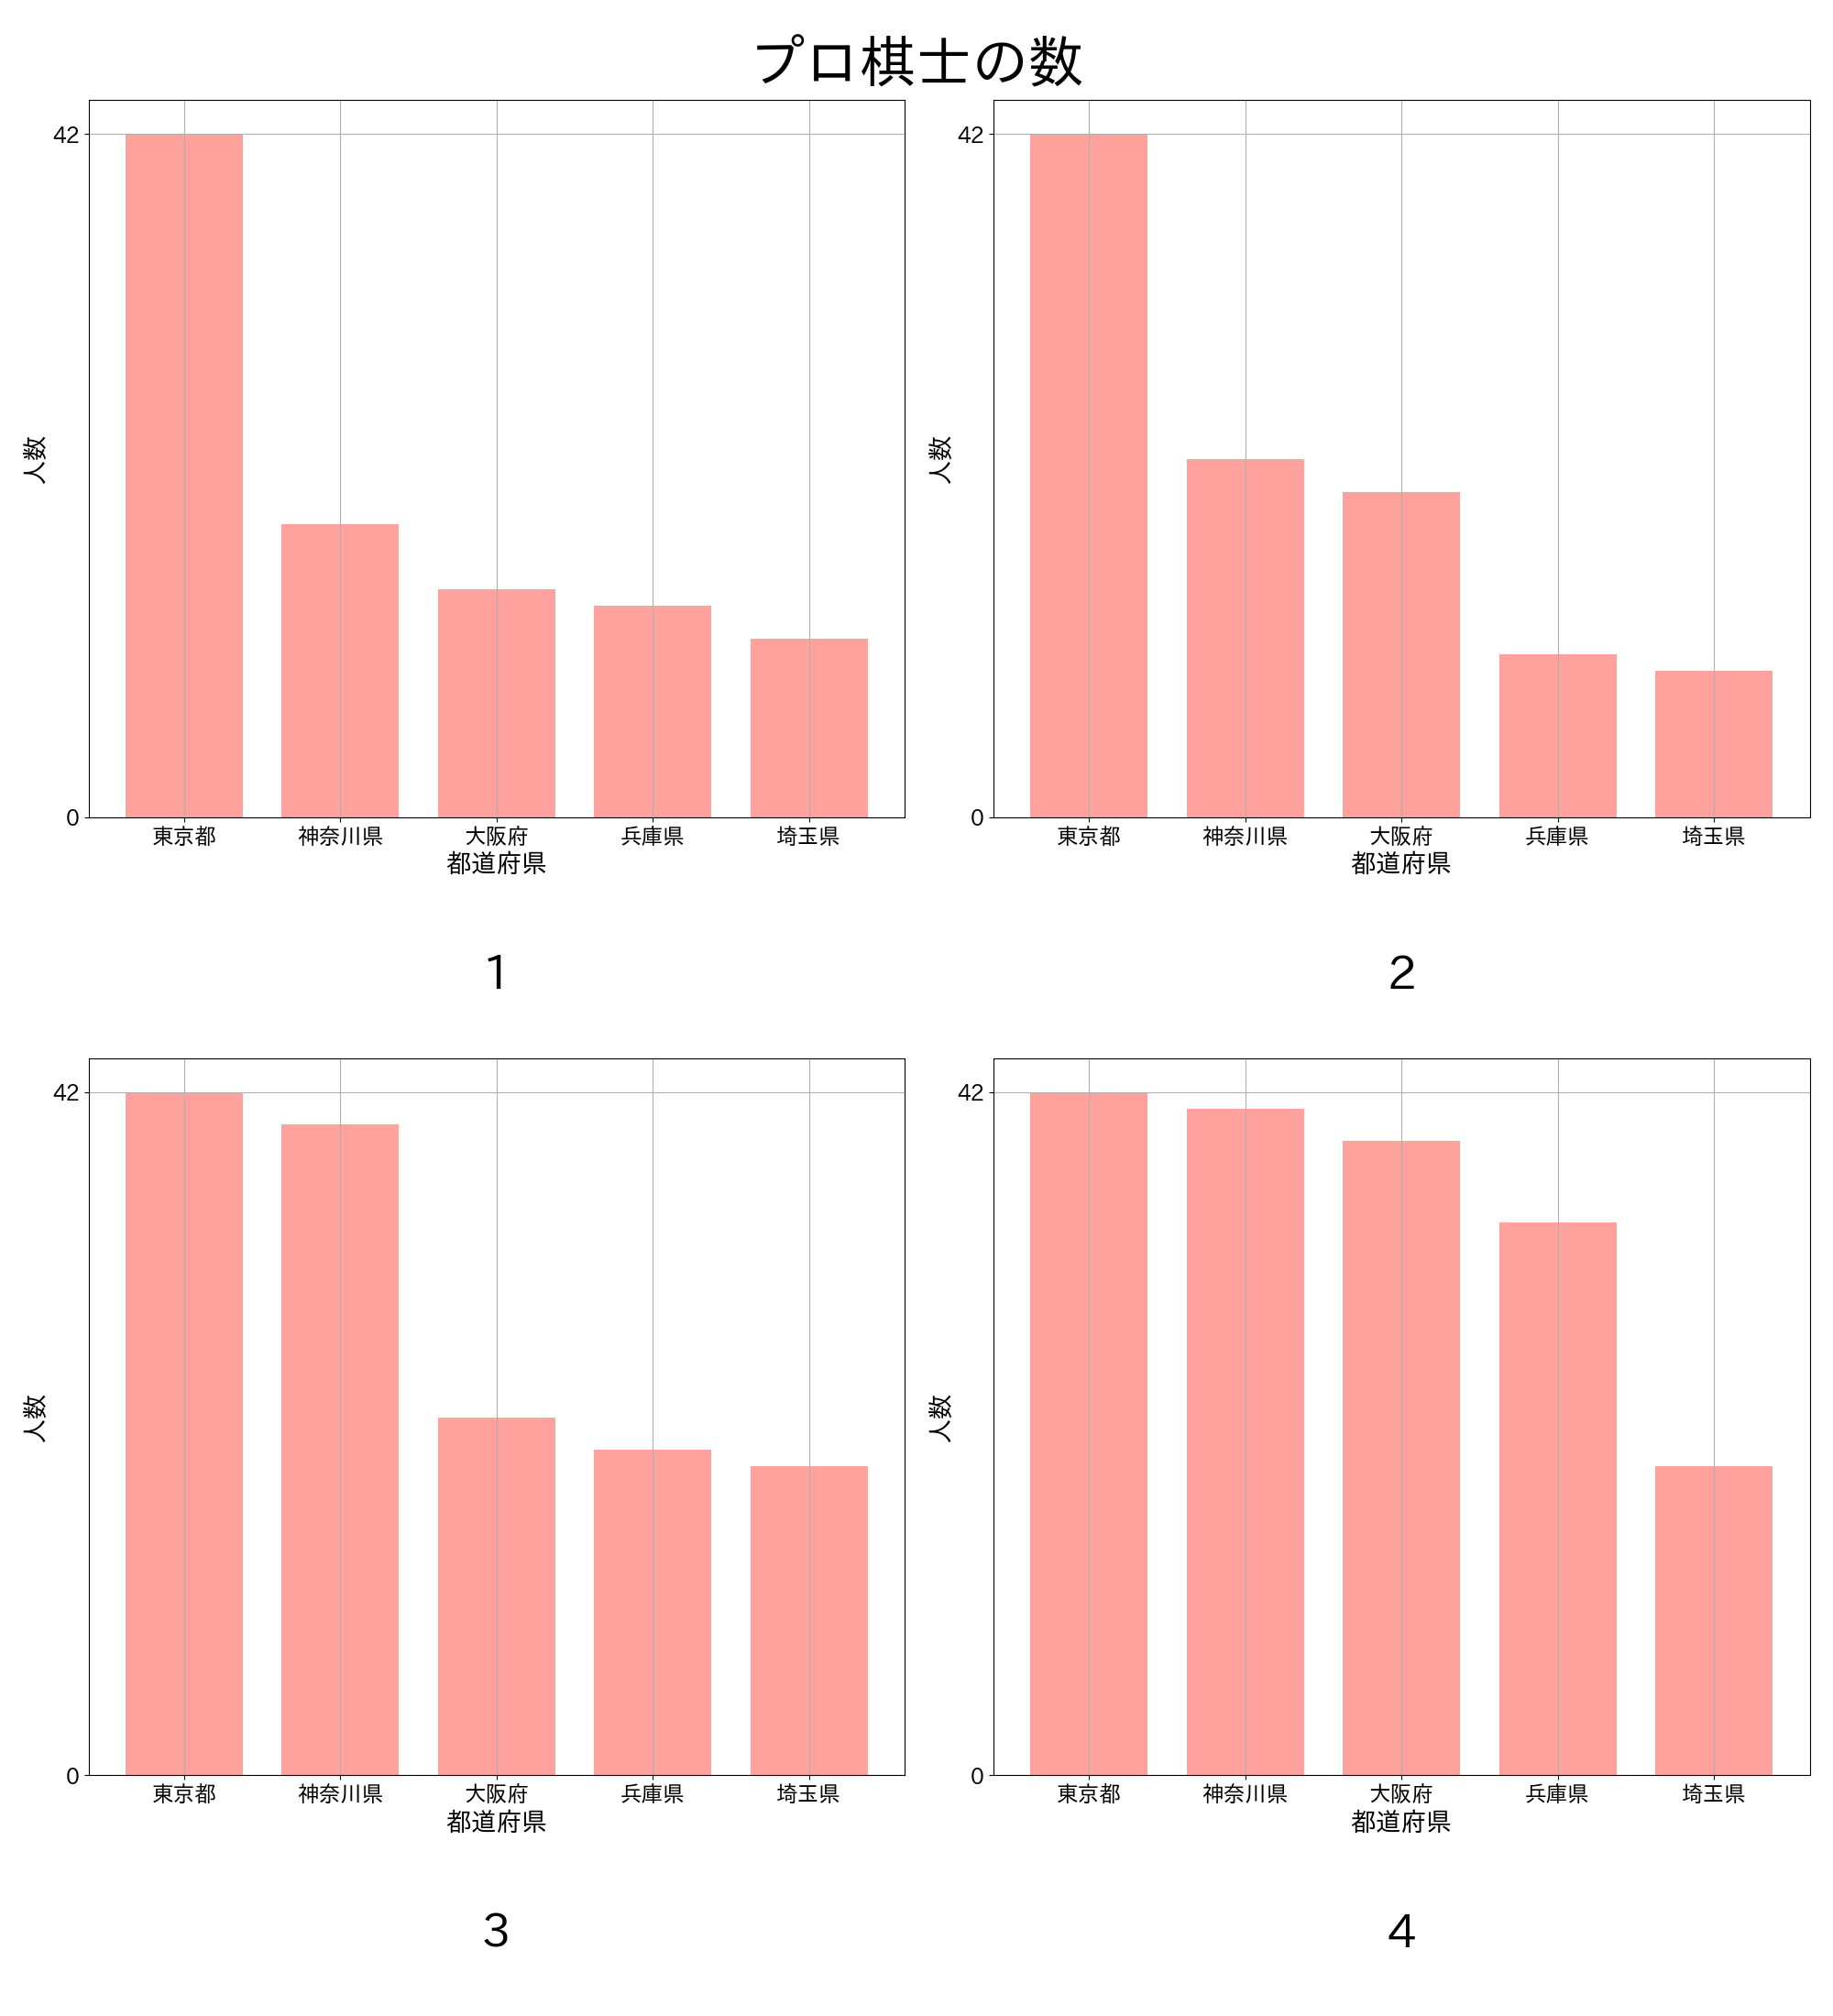 プロ棋士の数
42
0
人数
東京都 神奈川県 大阪府 兵庫県 埼玉県
都道府県
1
42
0
人数
東京都 神奈川県 大阪府 兵庫県 埼玉県
都道府県
2
42
0
人数
東京都 神奈川県 大阪府 兵庫県 埼玉県
都道府県
3
42
0
人数
東京都 神奈川県 大阪府 兵庫県 埼玉県
都道府県
4